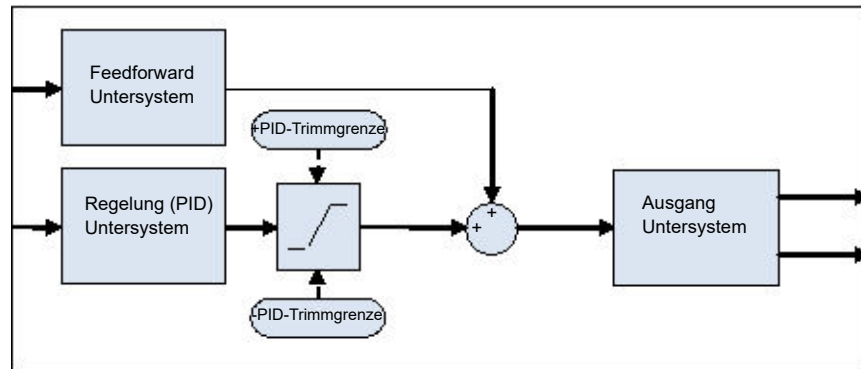 Feedforward
Untersystem
+PID-Trimmgrenze
Regelung (PID)
Untersystem
+
+
Ausgang
Untersystem
-PID-Trimmgrenze